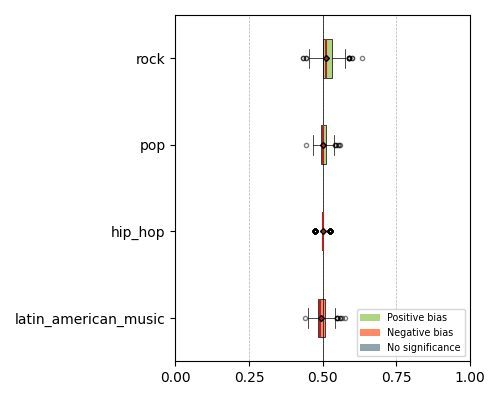 rock
pop
hip_hop
latin_american_music
Positive bias
Negative bias
No significance
0.00 0.25 0.50 0.75 1.00